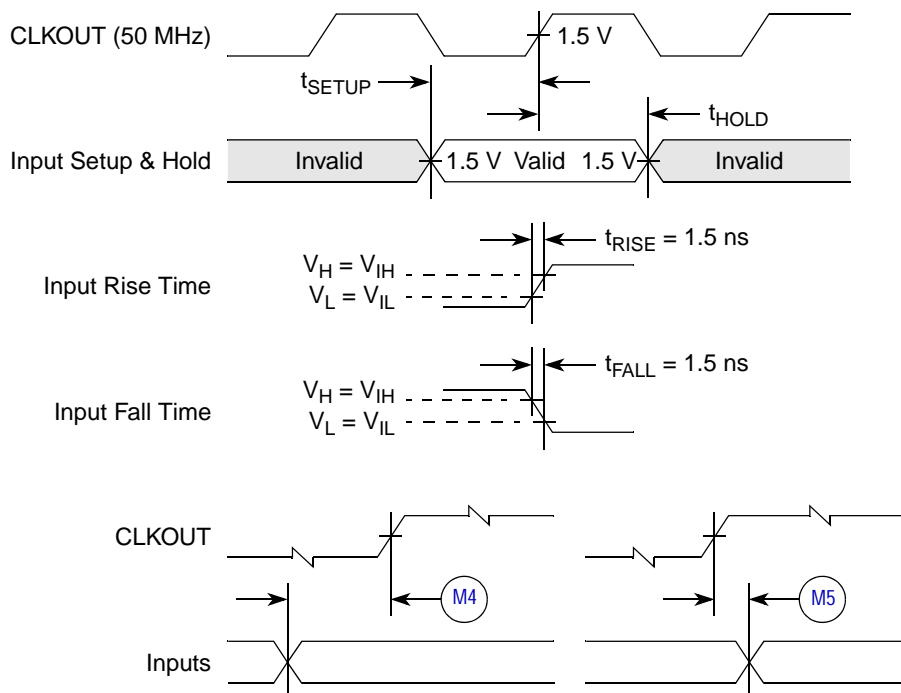 CLKOUT (50 MHz)
1.5 V
tSETUP
tHOLD
Input Setup & Hold
Invalid
1.5 V Valid 1.5 V
Invalid
tRISE = 1.5 ns
Input Rise Time
VH = VIH
VL = VIL
tFALL = 1.5 ns
Input Fall Time
VH = VIH
VL = VIL
CLKOUT
M4
M5
Inputs